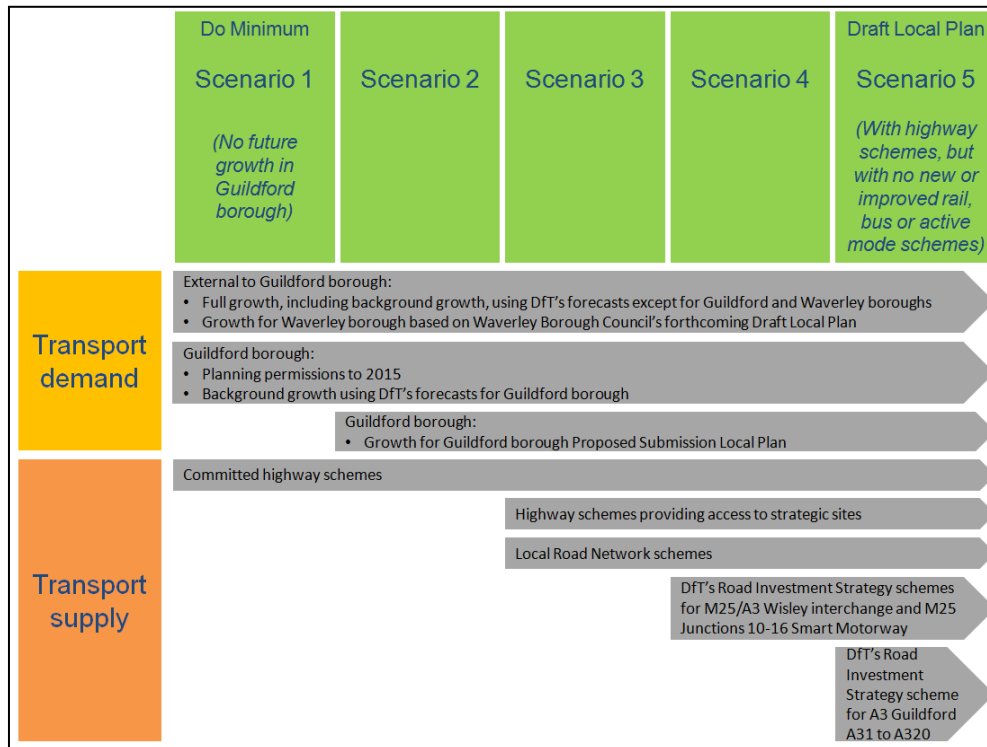 Do Minimum
Scenario 1
(No future
growth in
Guildford
borough)
Scenario 2
Scenario 3
Scenario 4
Draft Local Plan
Scenario 5
(With highway
schemes, but
with no new or
improved rail,
bus or active
mode schemes)
Transport
demand
External to Guildford borough:
• Full growth, including background growth, using DfT's forecasts except for Guildford and Waverley boroughs
• Growth for Waverley borough based on Waverley Borough Council's forthcoming Draft Local Plan
Guildford borough:
• Planning permissions to 2015
• Background growth using DfT's forecasts for Guildford borough
Guildford borough:
• Growth for Guildford borough Proposed Submission Local Plan
Transport
supply
Committed highway schemes
Highway schemes providing access to strategic sites
Local Road Network schemes
DfT's Road Investment Strategy schemes
for M25/A3 Wisley interchange and M25
Junctions 10-16 Smart Motorway
DfT's Road
Investment
Strategy scheme
for A3 Guildford
A31 to A320